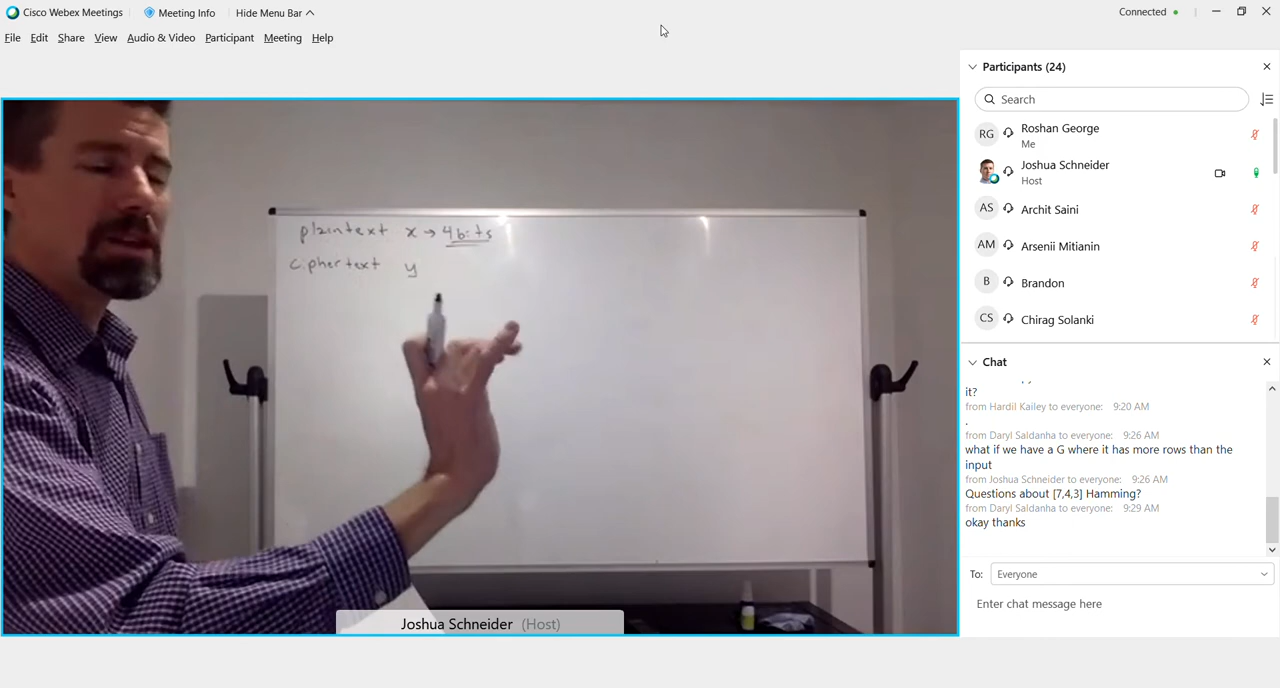 Cisco Webex Meetings Meeting Info Hide Menu Bar Connected
File Edit Share View Audio & Video Participant Meeting Help
plaintext x → 4 bits
ciphertext y
Joshua Schneider (Host)
Participants (24)
Search
RG Roshan George
Me
Joshua Schneider
Host
AS Archit Saini
AM Arsenii Mitianin
B Brandon
CS Chirag Solanki
Chat
it?
from Hardil Kailey to everyone: 9:20 AM
.
from Daryl Saldanha to everyone: 9:26 AM
what if we have a G where it has more rows than the
input
from Joshua Schneider to everyone: 9:26 AM
Questions about [7,4,3] Hamming?
from Daryl Saldanha to everyone: 9:29 AM
okay thanks
To: Everyone
Enter chat message here